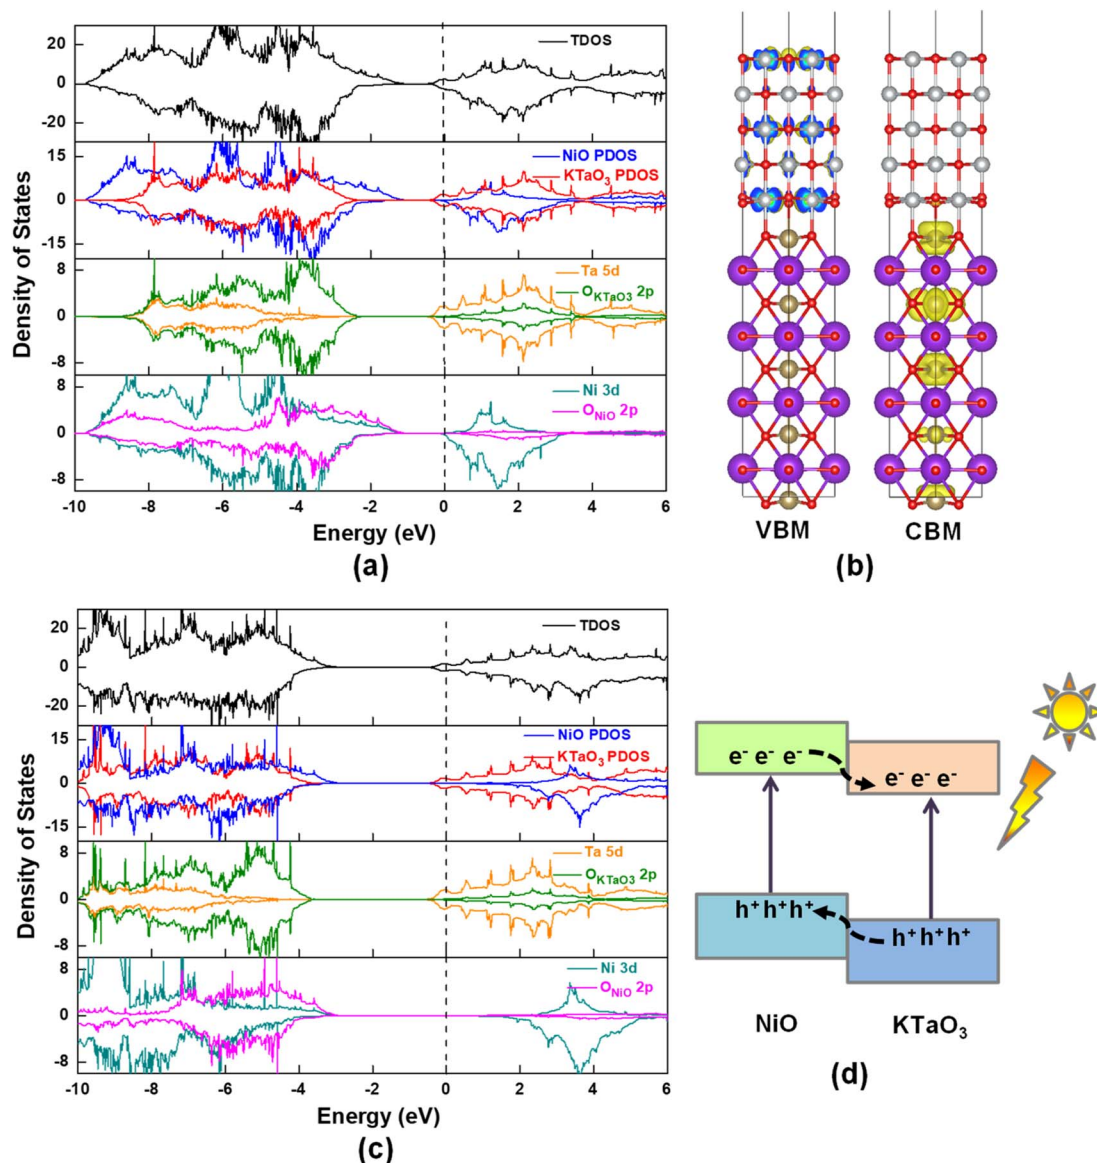 20
0
-20
TDOS
15
0
-15
NiO PDOS
KTaO3 PDOS
8
0
-8
Ta 5d
OKTaO3 2p
8
0
-8
Ni 3d
ONiO 2p
Density of States
-10 -8 -6 -4 -2 0 2 4 6
Energy (eV)
(a)
VBM CBM
(b)
20
0
-20
TDOS
15
0
-15
NiO PDOS
KTaO3 PDOS
8
0
-8
Ta 5d
OKTaO3 2p
8
0
-8
Ni 3d
ONiO 2p
Density of States
-10 -8 -6 -4 -2 0 2 4 6
Energy (eV)
(c)
e- e- e-
e- e- e-
h+h+h+
h+h+h+
NiO KTaO3
(d)